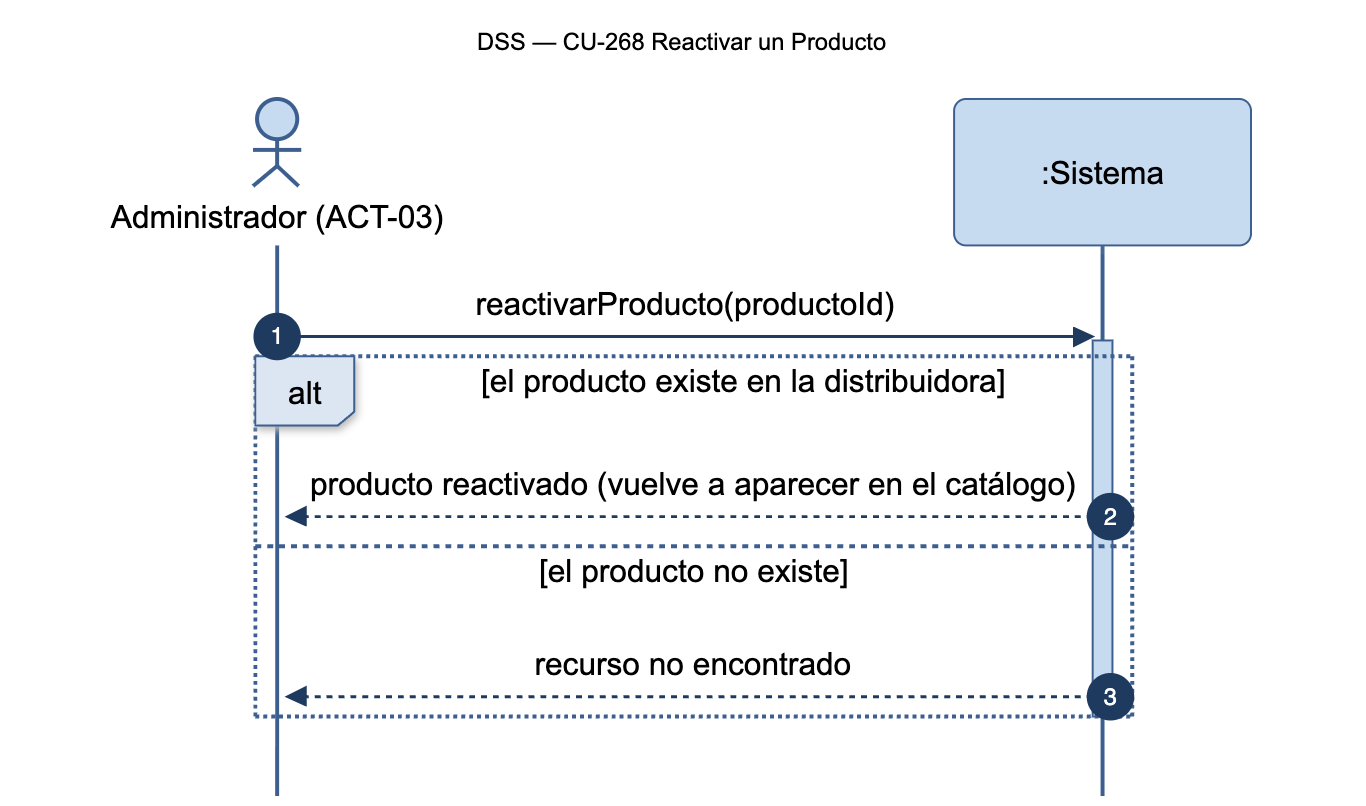 DSS — CU-268 Reactivar un Producto
Administrador (ACT-03)
:Sistema
reactivarProducto(productoId)
1
alt
[el producto existe en la distribuidora]
producto reactivado (vuelve a aparecer en el catálogo)
2
[el producto no existe]
recurso no encontrado
3